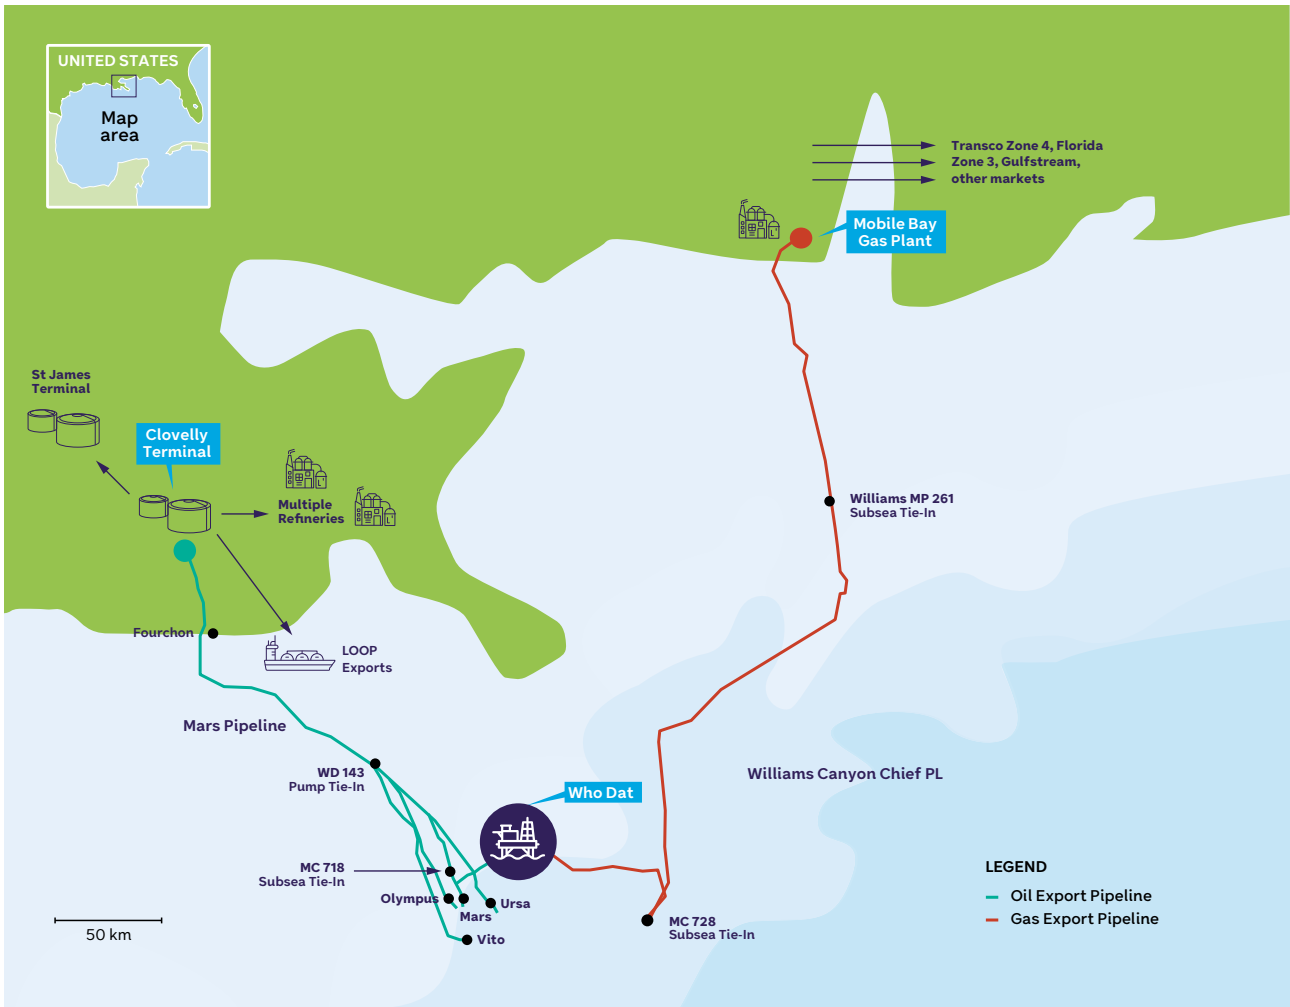 UNITED STATES
Map
area
Transco Zone 4, Florida
Zone 3, Gulfstream,
other markets
Mobile Bay
Gas Plant
St James
Terminal
Clovelly
Terminal
Multiple
Refineries
Williams MP 261
Subsea Tie-In
Fourchon
LOOP
Exports
Mars Pipeline
WD 143
Pump Tie-In
Williams Canyon Chief PL
Who Dat
MC 718
Subsea Tie-In
Olympus
Mars
Ursa
Vito
MC 728
Subsea Tie-In
50 km
LEGEND
Oil Export Pipeline
Gas Export Pipeline